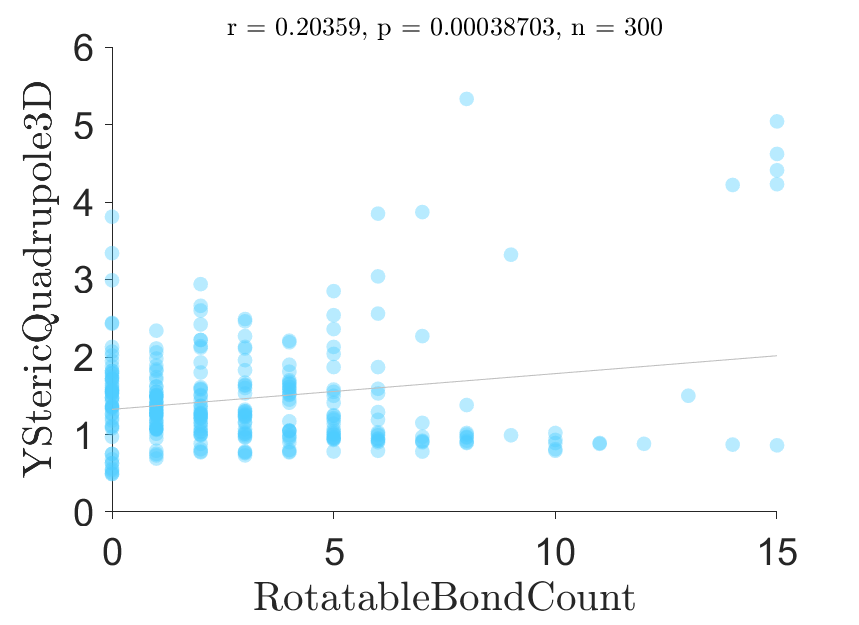 r = 0.20359, p = 0.00038703, n = 300
6
5
4
3
2
1
0
YStericQuadrupole3D
0 5 10 15
RotatableBondCount